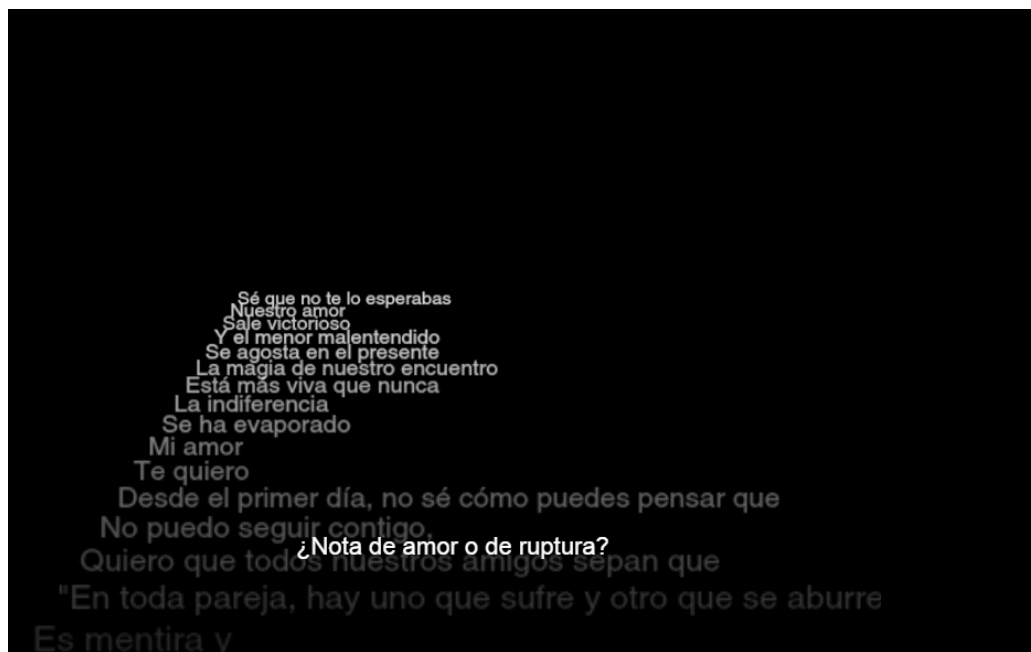 Sé que no te lo esperabas
Nuestro amor
Sale victorioso
Y el menor malentendido
Se agosta en el presente
La magia de nuestro encuentro
Está más viva que nunca
La indiferencia
Se ha evaporado
Mi amor
Te quiero
Desde el primer día, no sé cómo puedes pensar que
No puedo seguir contigo,
¿Nota de amor o de ruptura?
Quiero que todos nuestros amigos sepan que
"En toda pareja, hay uno que sufre y otro que se aburre
Es mentira y